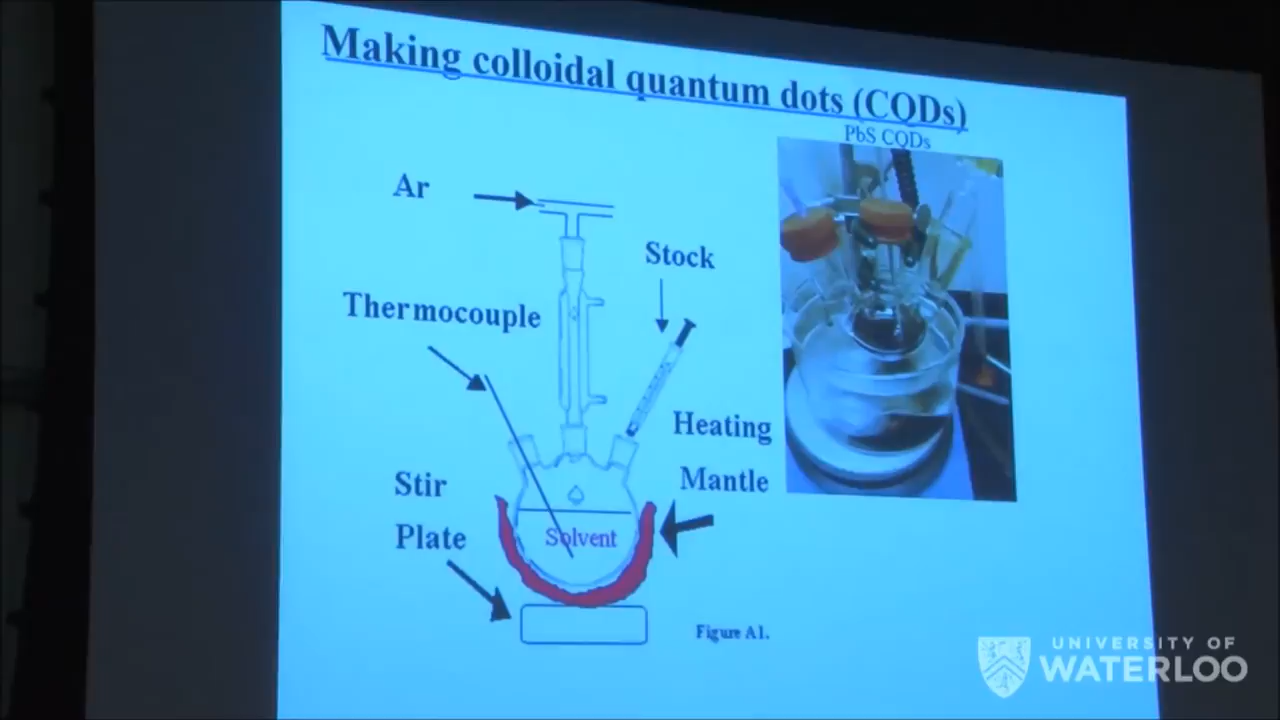 Making colloidal quantum dots (CQDs)
PbS CQDs
Ar
Stock
Thermocouple
Heating
Mantle
Stir
Plate
Solvent
Figure A1.
UNIVERSITY OF
WATERLOO